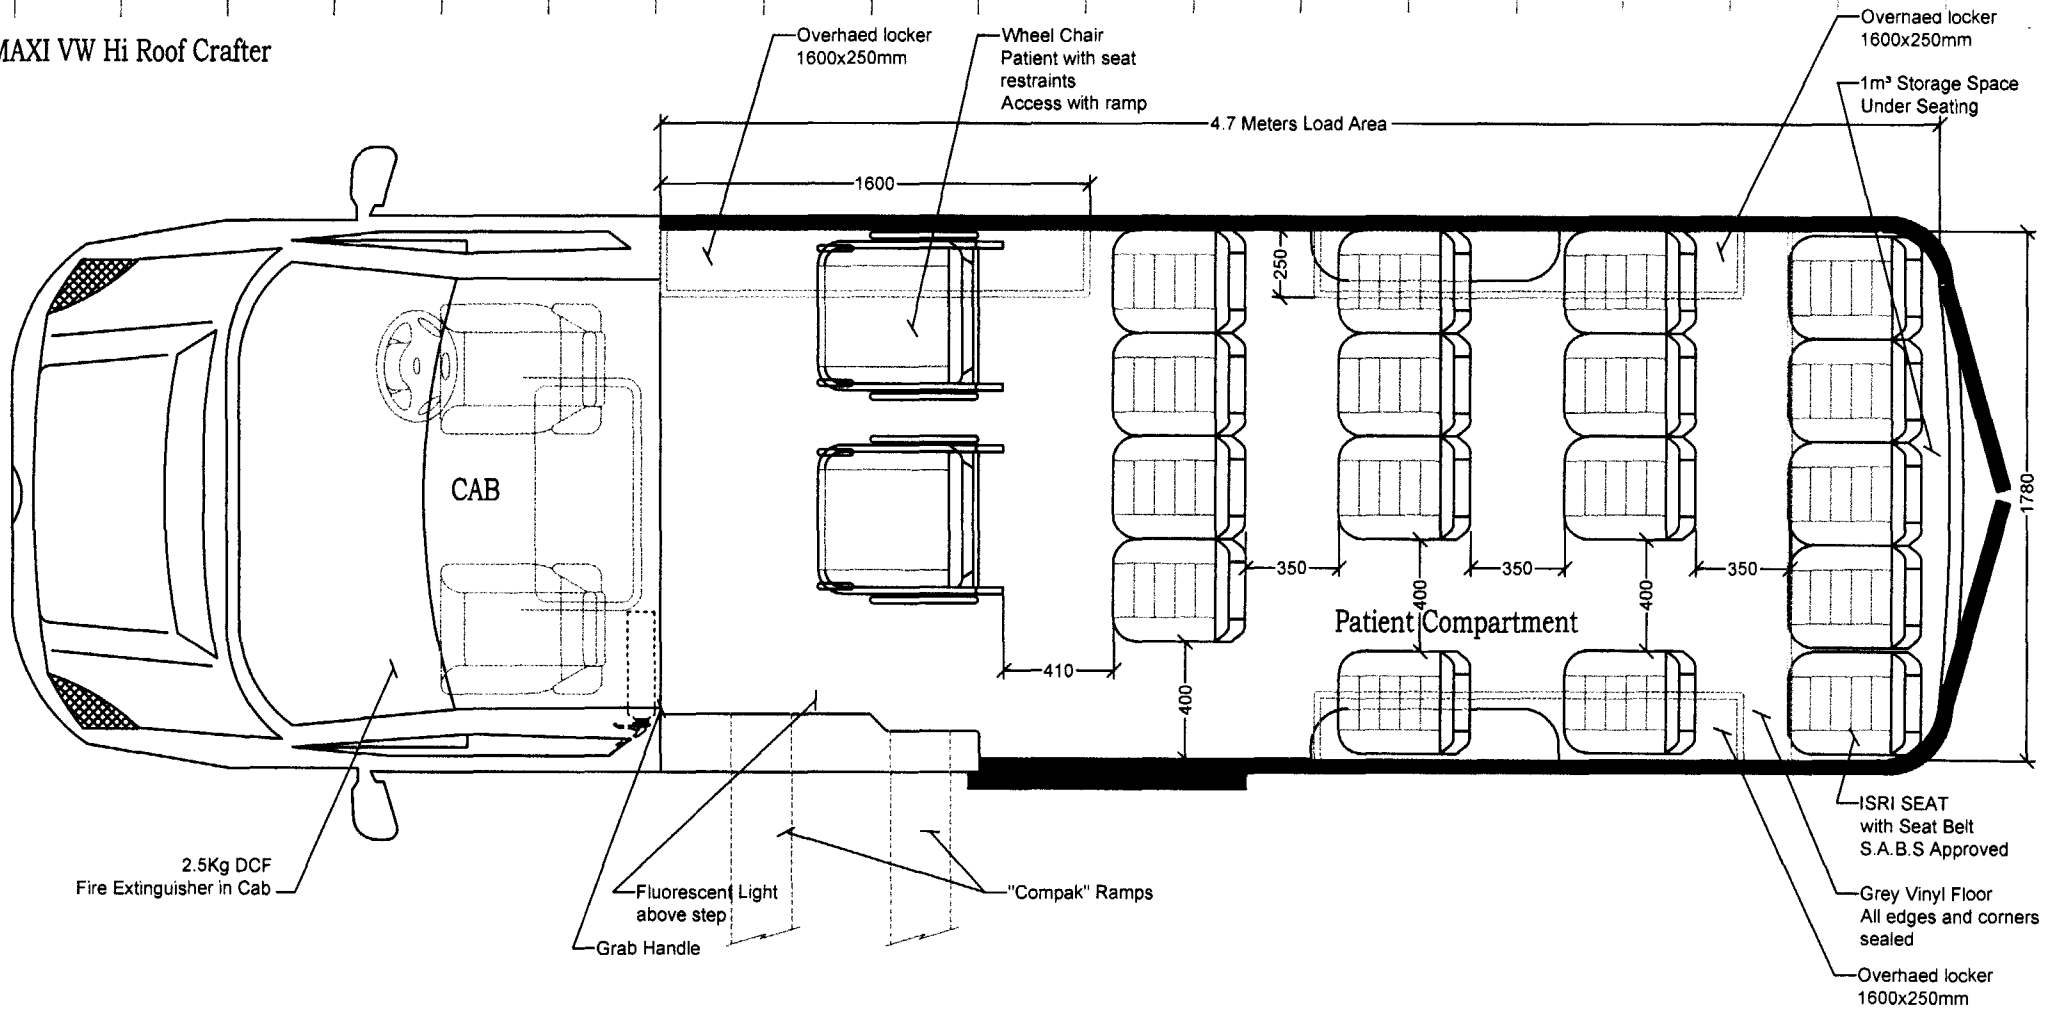 MAXI VW Hi Roof Crafter
Overhaed locker
1600x250mm
Wheel Chair
Patient with seat
restraints
Access with ramp
Overhaed locker
1600x250mm
1m³ Storage Space
Under Seating
4.7 Meters Load Area
1600
250
CAB
1780
350
350
350
400
400
Patient Compartment
410
400
ISRI SEAT
with Seat Belt
S.A.B.S Approved
2.5Kg DCF
Fire Extinguisher in Cab
Fluorescent Light
above step
"Compak" Ramps
Grey Vinyl Floor
All edges and corners
sealed
Grab Handle
Overhaed locker
1600x250mm